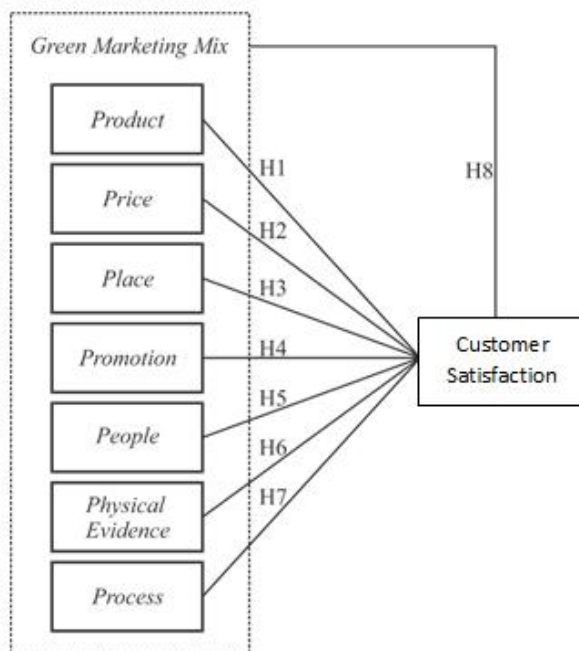 Green Marketing Mix
Product
H1
H8
Price
H2
Place
H3
Promotion
H4
Customer
Satisfaction
People
H5
H6
Physical
Evidence
H7
Process